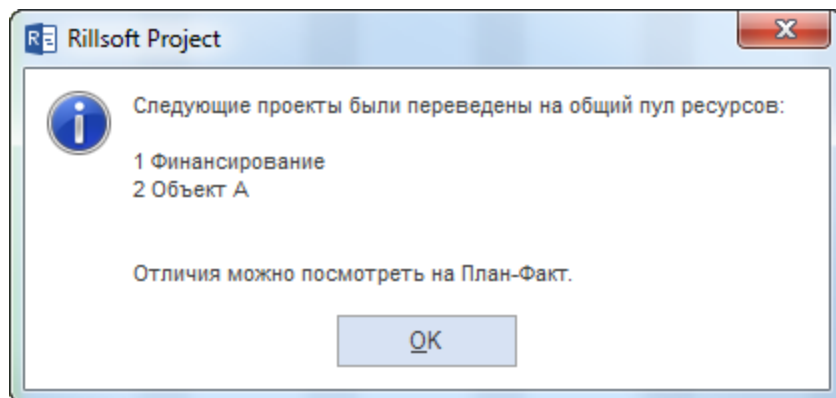 Rillsoft Project
Следующие проекты были переведены на общий пул ресурсов:
1 Финансирование
2 Объект А
Отличия можно посмотреть на План-Факт.
OK